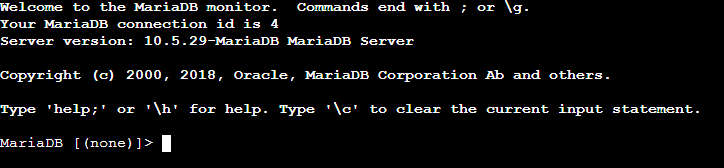 Welcome to the MariaDB monitor.  Commands end with ; or \g.
Your MariaDB connection id is 4
Server version: 10.5.29-MariaDB MariaDB Server
Copyright (c) 2000, 2018, Oracle, MariaDB Corporation Ab and others.
Type 'help;' or '\h' for help. Type '\c' to clear the current input statement.
MariaDB [(none)]>